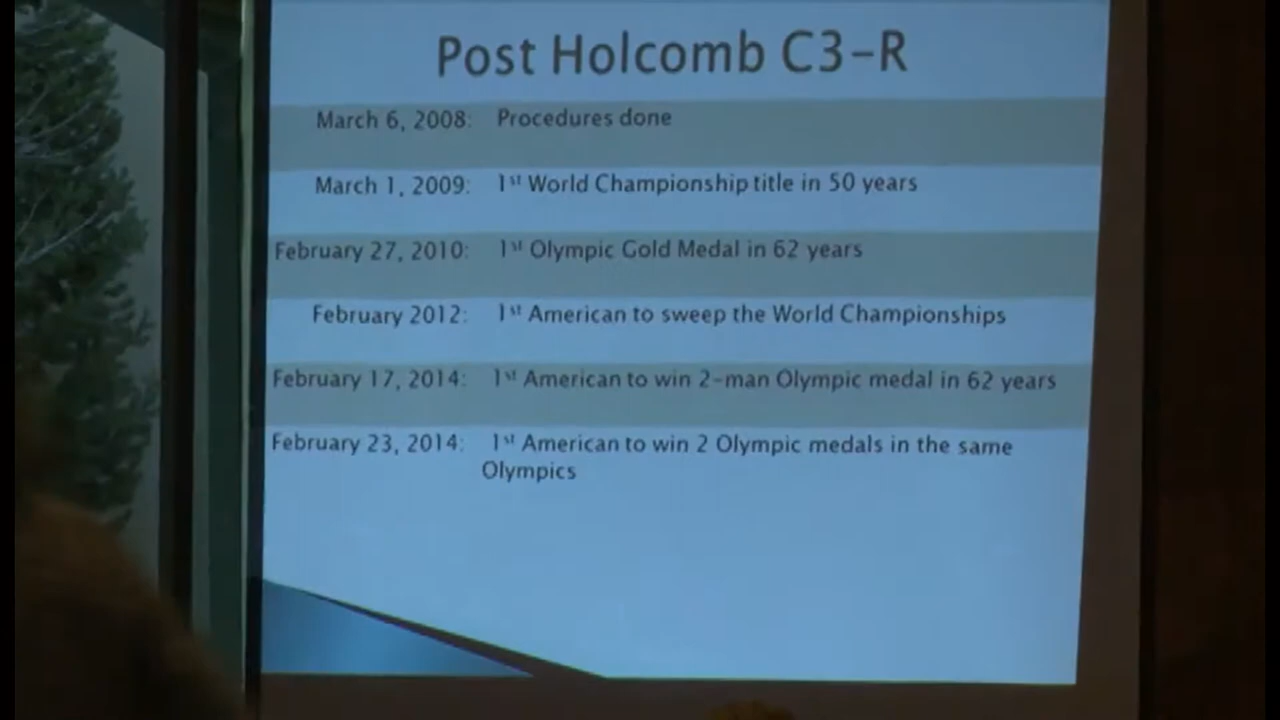 Post Holcomb C3-R
March 6, 2008: Procedures done
March 1, 2009: 1st World Championship title in 50 years
February 27, 2010: 1st Olympic Gold Medal in 62 years
February 2012: 1st American to sweep the World Championships
February 17, 2014: 1st American to win 2-man Olympic medal in 62 years
February 23, 2014: 1st American to win 2 Olympic medals in the same
Olympics